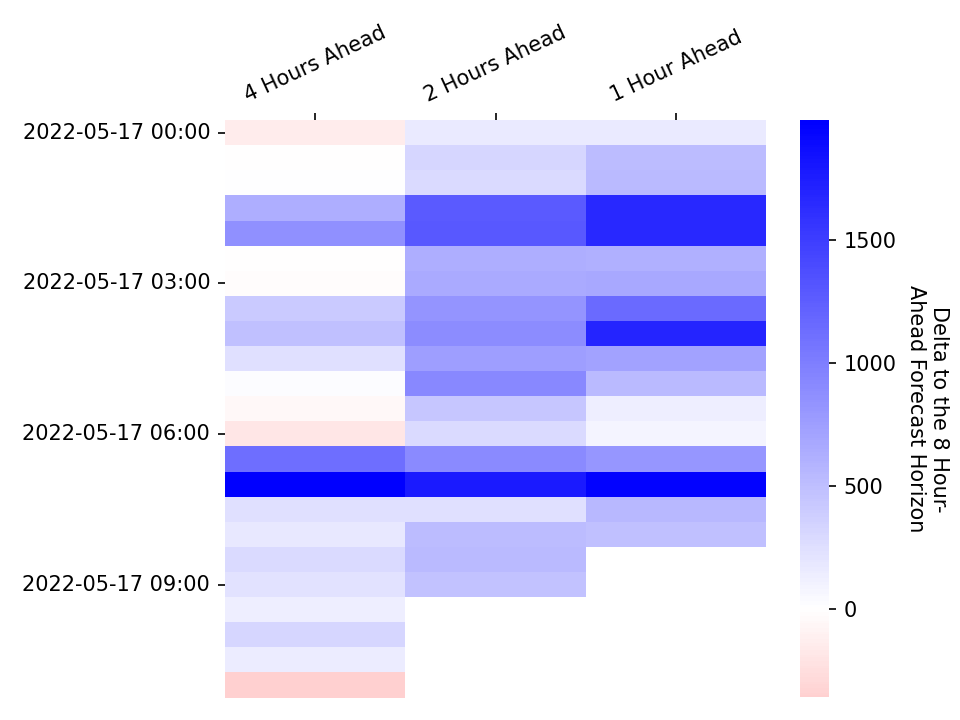 4 Hours Ahead
2 Hours Ahead
1 Hour Ahead
2022-05-17 00:00
2022-05-17 03:00
2022-05-17 06:00
2022-05-17 09:00
1500
1000
500
0
Delta to the 8 Hour-
Ahead Forecast Horizon